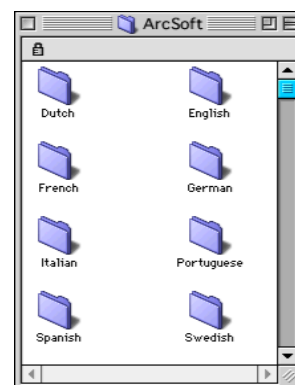 ArcSoft
Dutch English
French German
Italian Portuguese
Spanish Swedish